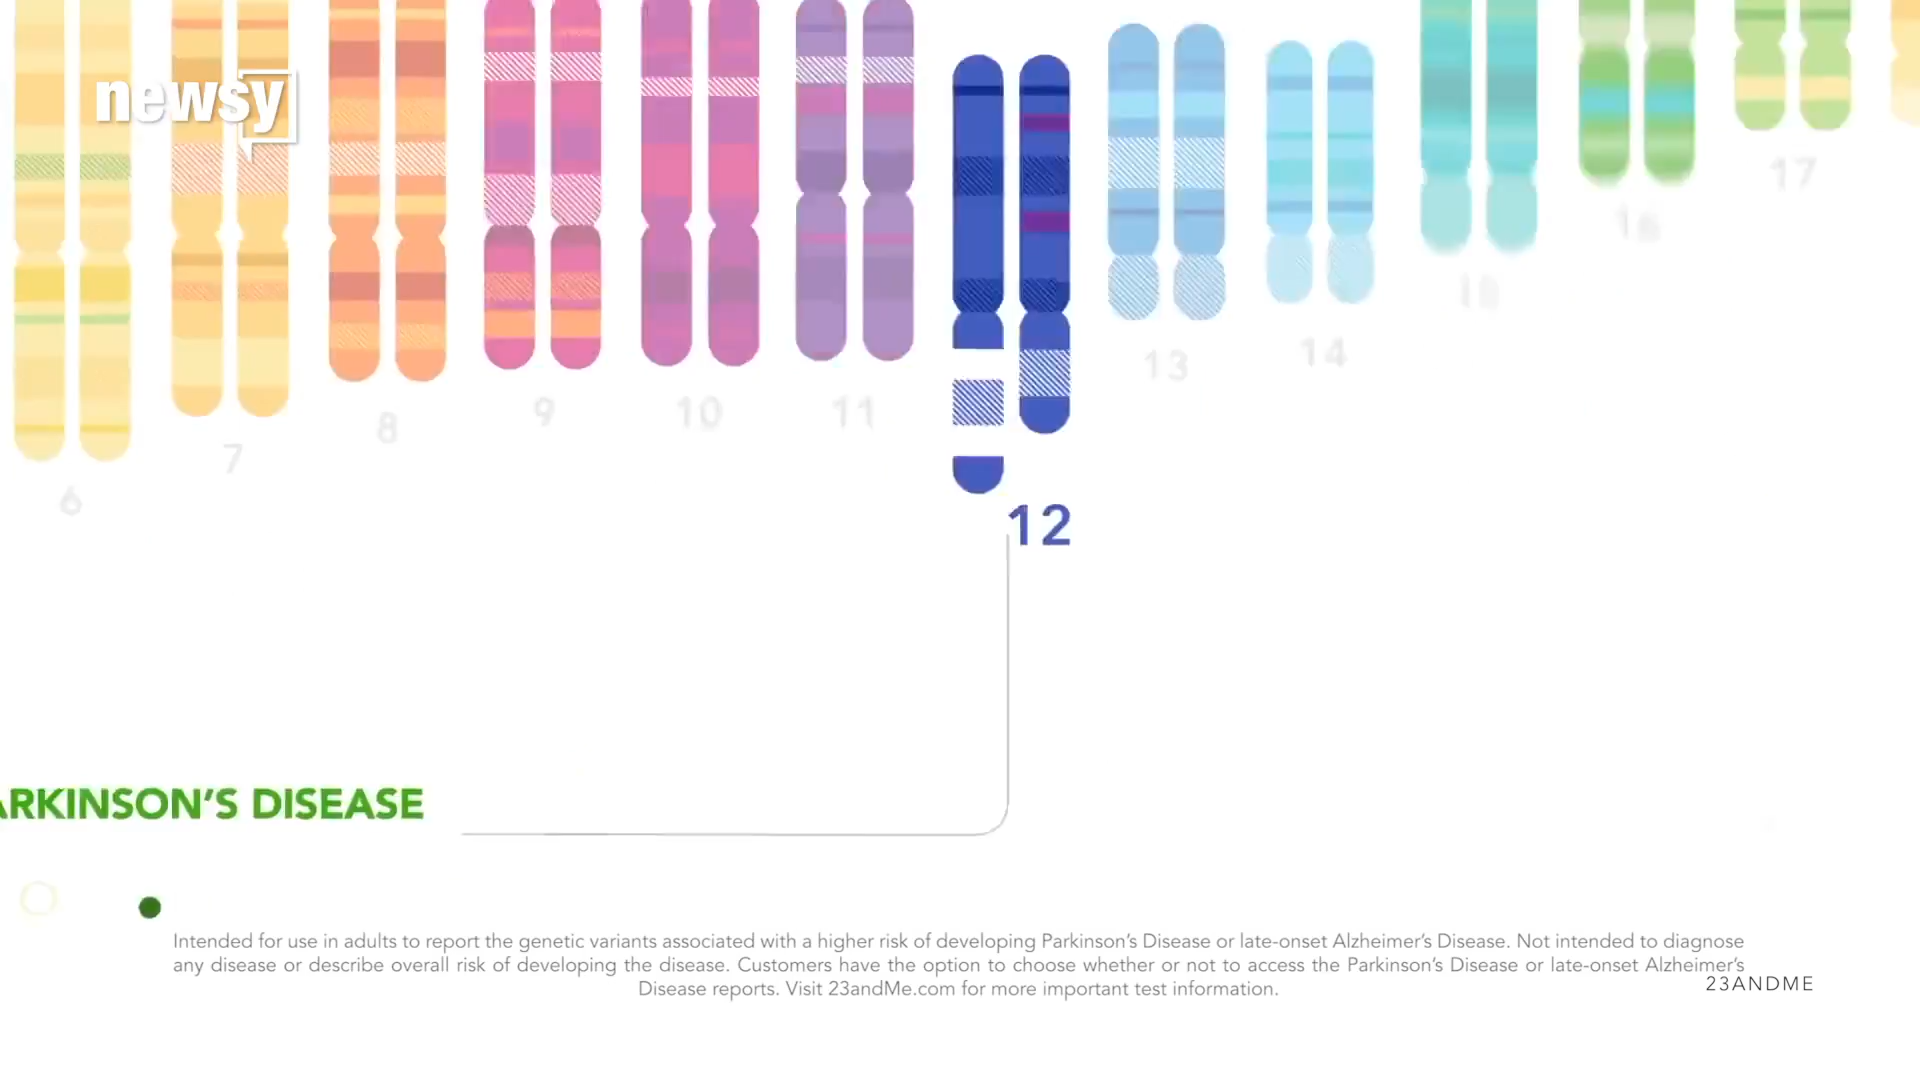 newsy
6
7
8
9
10
11
12
13
14
15
16
17
ARKINSON'S DISEASE
Intended for use in adults to report the genetic variants associated with a higher risk of developing Parkinson's Disease or late-onset Alzheimer's Disease. Not intended to diagnose
any disease or describe overall risk of developing the disease. Customers have the option to choose whether or not to access the Parkinson's Disease or late-onset Alzheimer's
Disease reports. Visit 23andMe.com for more important test information.
23ANDME